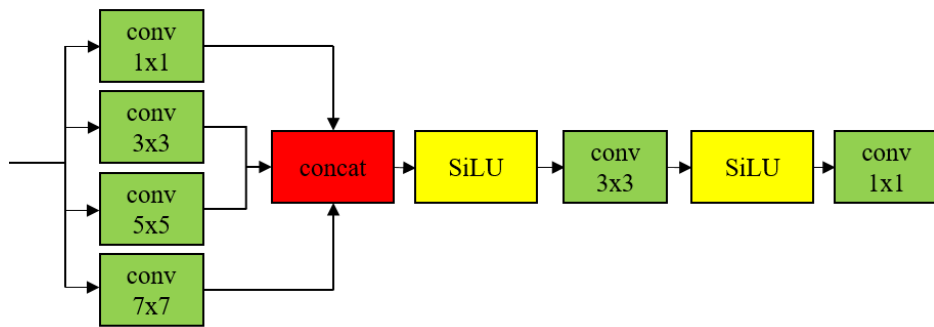 conv
1x1
conv
3x3
conv
5x5
conv
7x7
concat
SiLU
conv
3x3
SiLU
conv
1x1